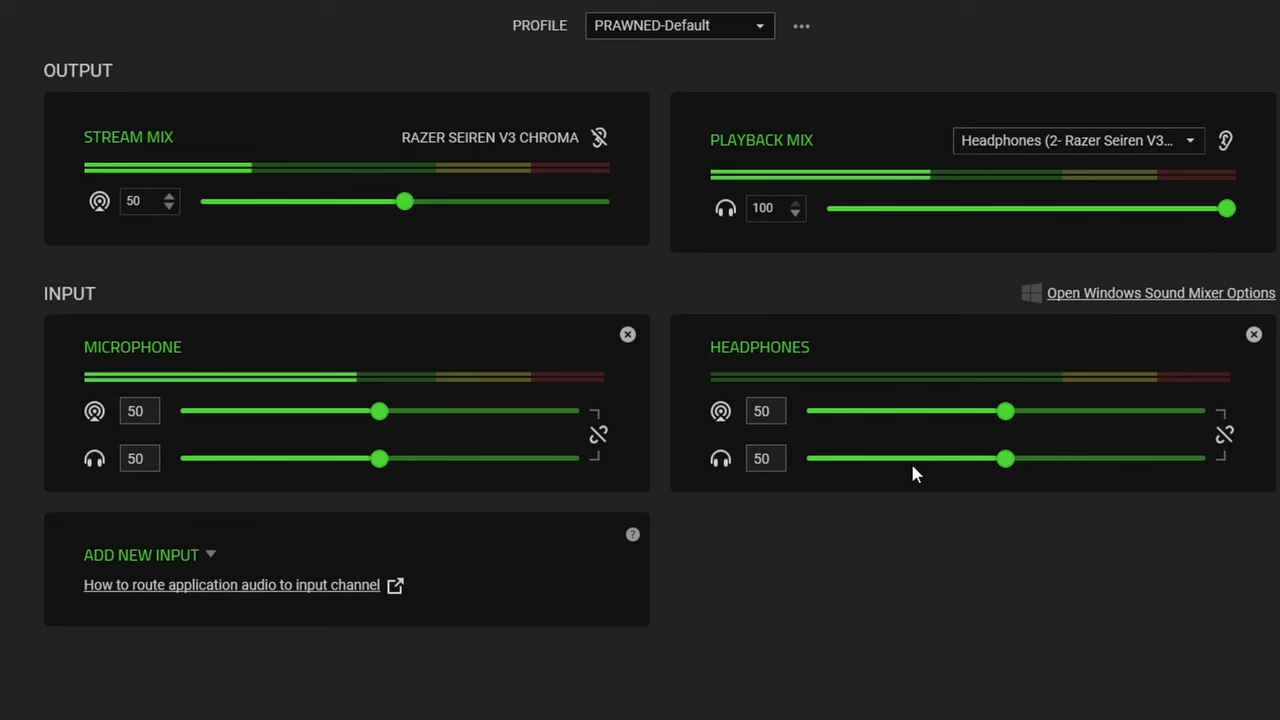 PROFILE
PRAWNED-Default
OUTPUT
STREAM MIX
RAZER SEIREN V3 CHROMA
50
PLAYBACK MIX
Headphones (2- Razer Seiren V3...
100
INPUT
Open Windows Sound Mixer Options
MICROPHONE
50
50
HEADPHONES
50
50
ADD NEW INPUT
?
How to route application audio to input channel